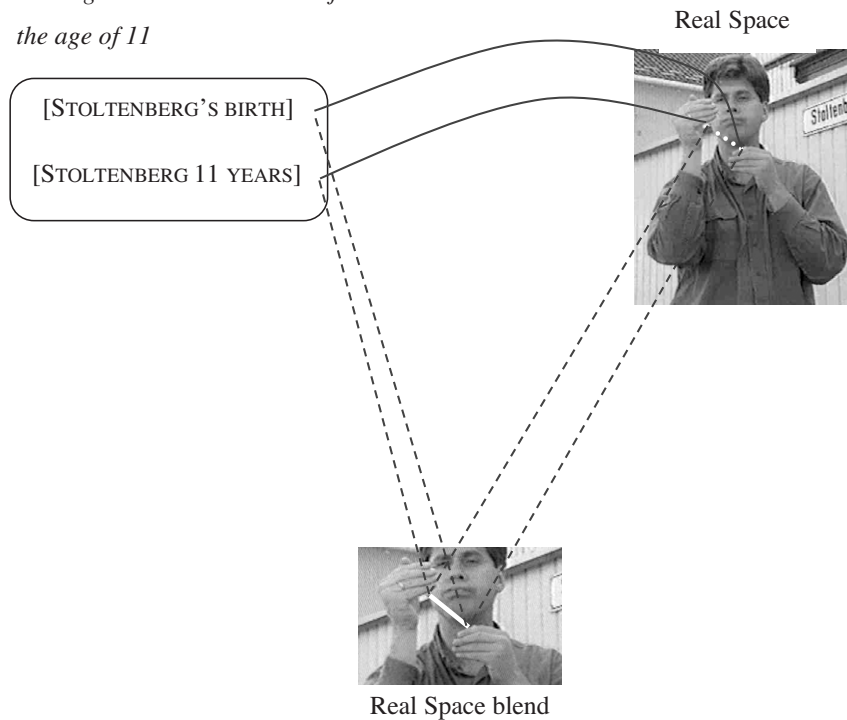 the age of 11
Real Space
[STOLTENBERG'S BIRTH]
[STOLTENBERG 11 YEARS]
Stoltenb
Real Space blend